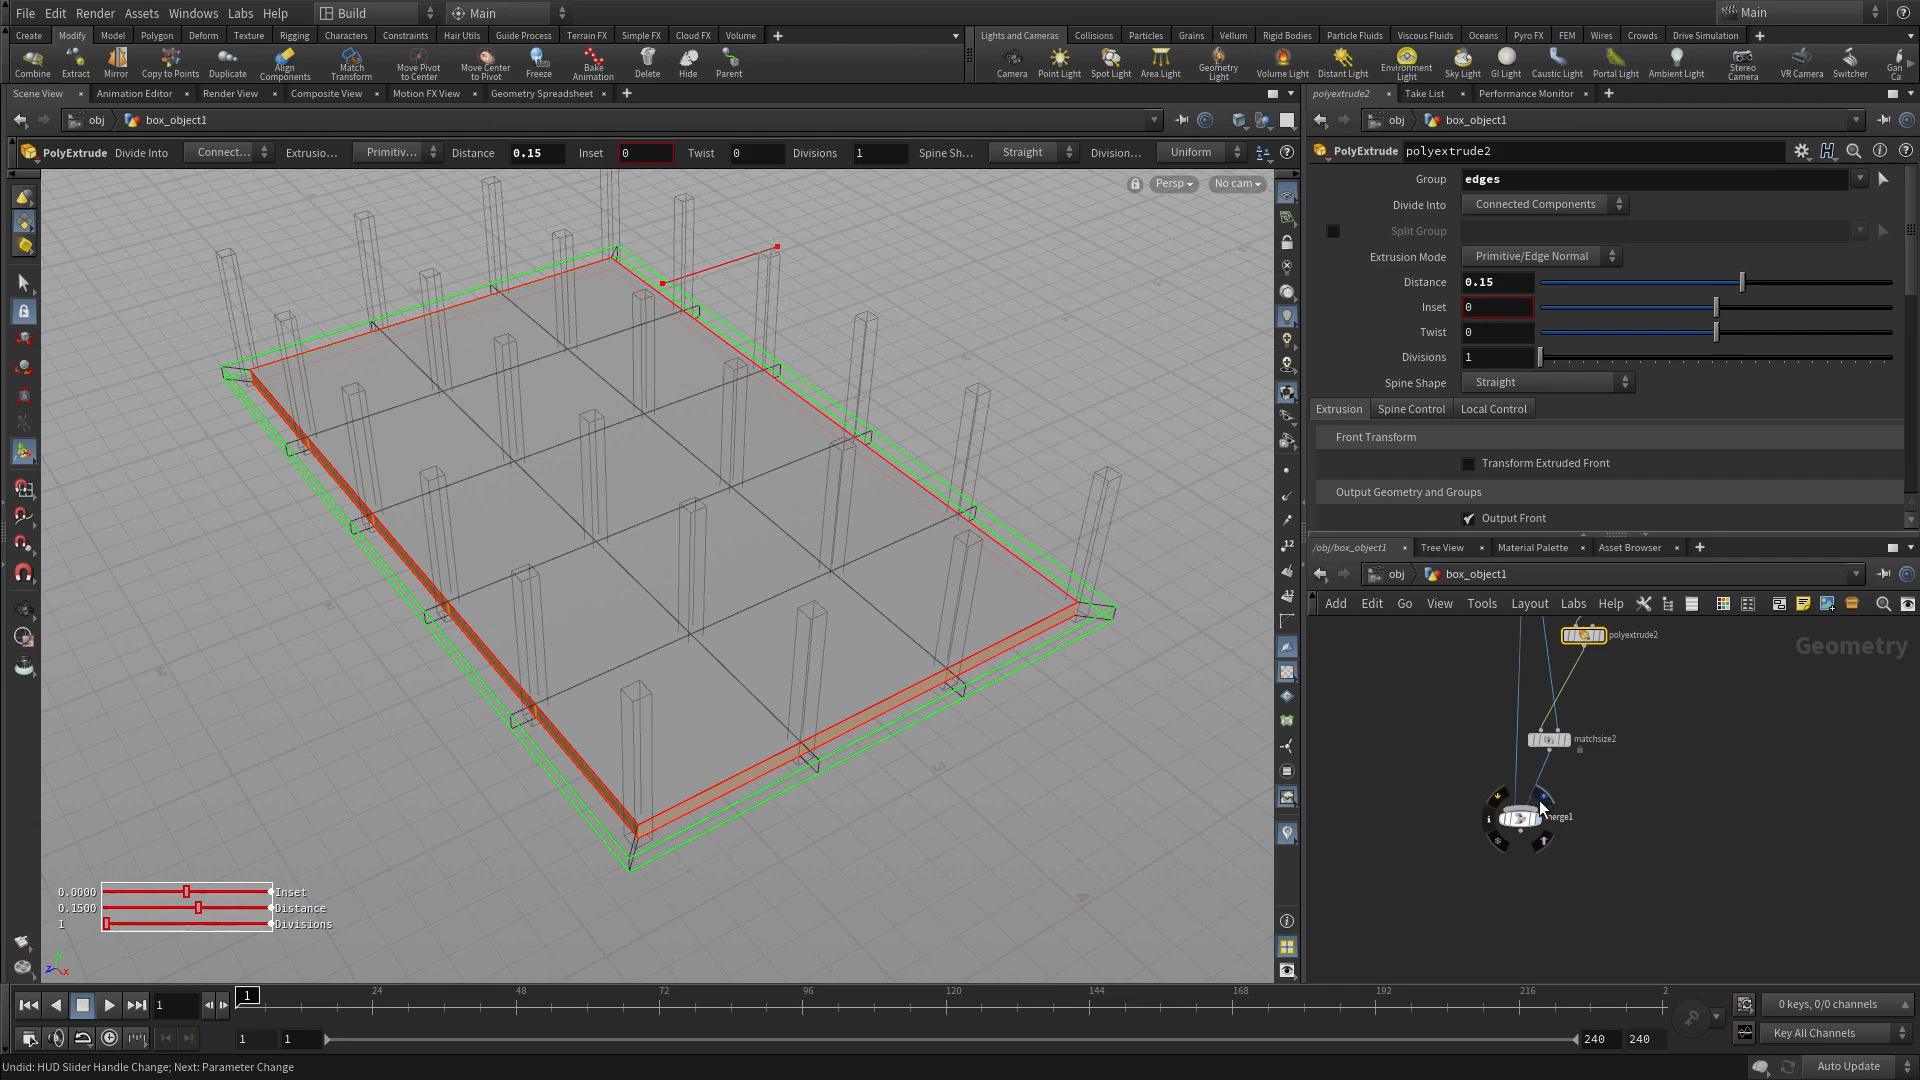 File Edit Render Assets Windows Labs Help Build Main Main
Create Modify Model Polygon Deform Texture Rigging Characters Constraints Hair Utils Guide Process Terrain FX Simple FX Cloud FX Volume
Lights and Cameras Collisions Particles Grains Vellum Rigid Bodies Particle Fluids Viscous Fluids Oceans Pyro FX FEM Wires Crowds Drive Simulation
Combine Extract Mirror Copy to Points Duplicate Align Components Match Transform Move Pivot to Center Move Center to Pivot Freeze Bake Animation Delete Hide Parent
Camera Point Light Spot Light Area Light Geometry Light Volume Light Distant Light Environment Light Sky Light GI Light Caustic Light Portal Light Ambient Light Stereo Camera VR Camera Switcher Gan Ca
Scene View Animation Editor Render View Composite View Motion FX View Geometry Spreadsheet
polyextrude2 Take List Performance Monitor
obj box_object1
obj box_object1
PolyExtrude Divide Into Connect... Extrusio... Primitiv... Distance 0.15 Inset 0 Twist 0 Divisions 1 Spine Sh... Straight Division... Uniform
PolyExtrude polyextrude2
Persp No cam
Group edges
Divide Into Connected Components
Split Group
Extrusion Mode Primitive/Edge Normal
Distance 0.15
Inset 0
Twist 0
Divisions 1
Spine Shape Straight
Extrusion Spine Control Local Control
Front Transform
Transform Extruded Front
Output Geometry and Groups
Output Front
/obj/box_object1 Tree View Material Palette Asset Browser
obj box_object1
Add Edit Go View Tools Layout Labs Help
polyextrude2
Geometry
matchsize2
erge1
0.0000 Inset
0.1500 Distance
1 Divisions
z y x
1 1 24 48 72 96 120 144 168 192 216 2
0 keys, 0/0 channels
1 1 240 240 Key All Channels
Undid: HUD Slider Handle Change; Next: Parameter Change Auto Update